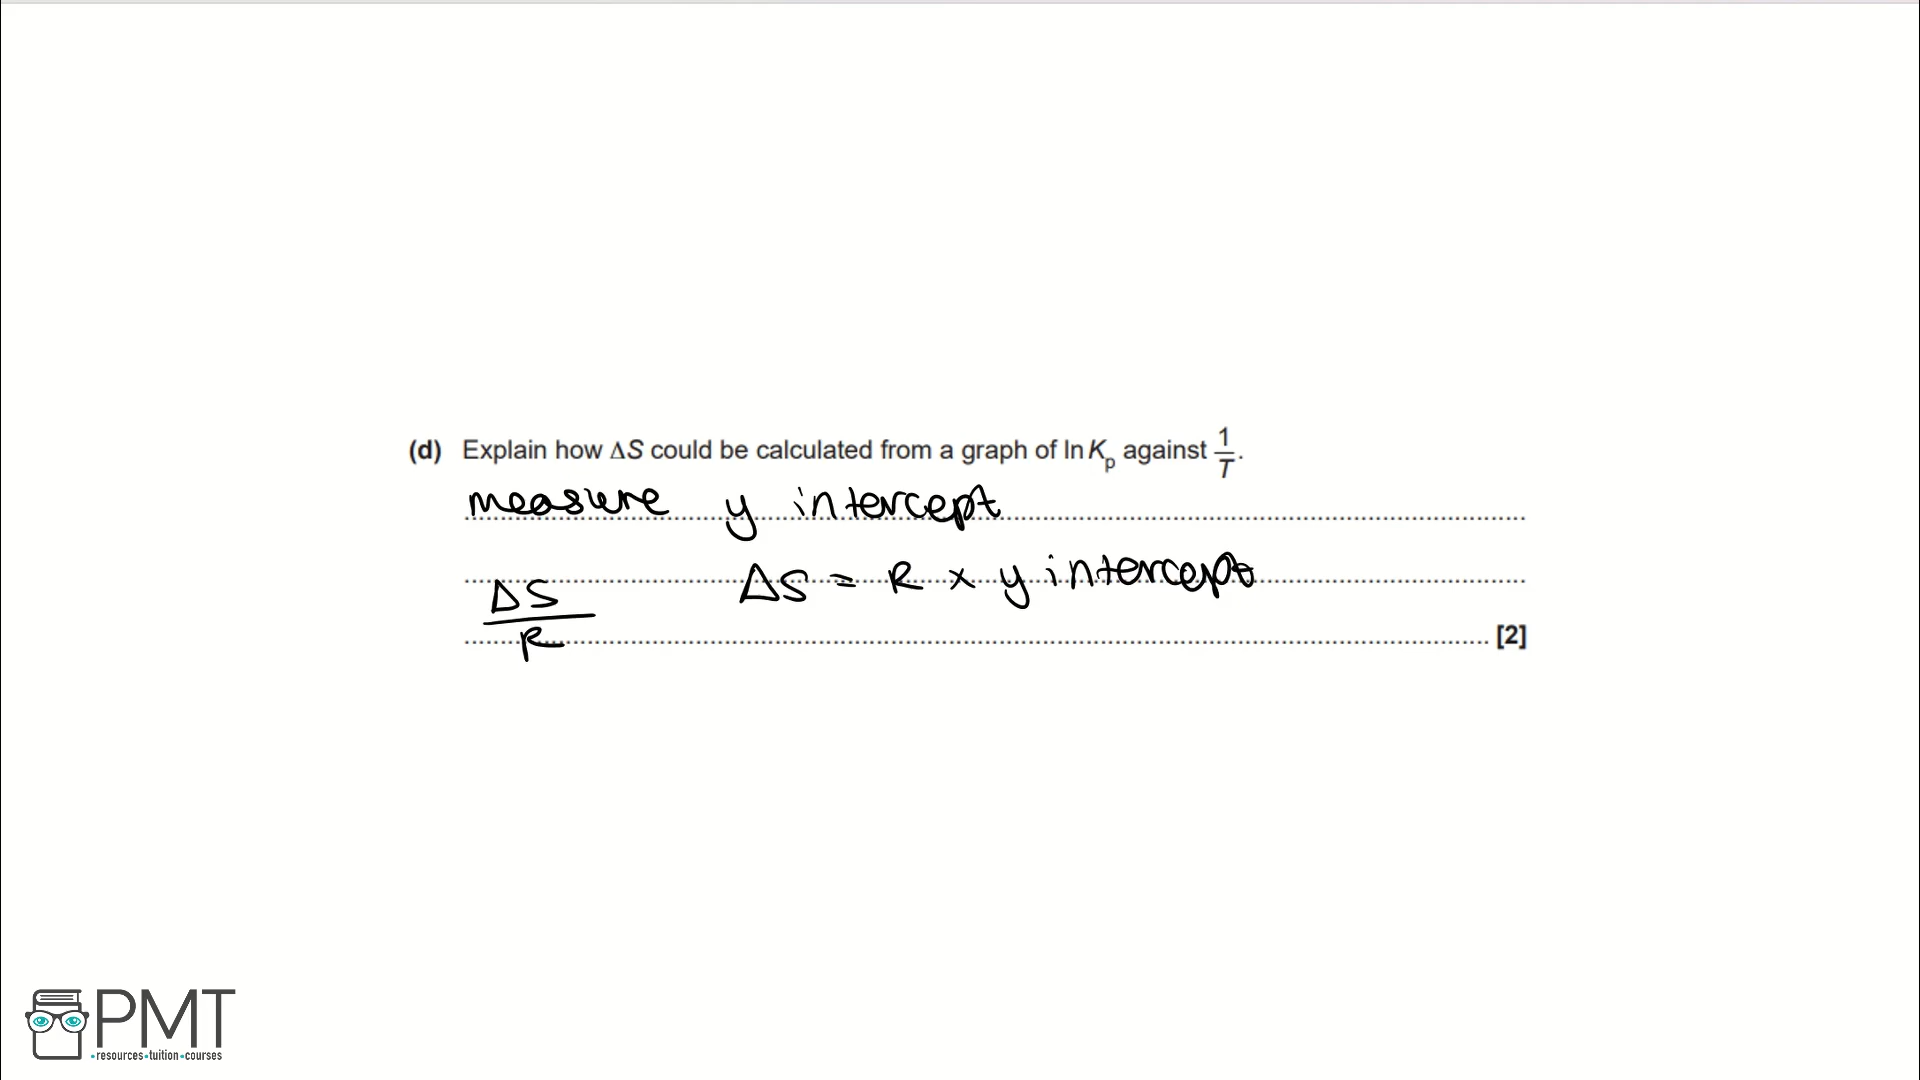 (d) Explain how ΔS could be calculated from a graph of ln Kp against 1/T.
measure y intercept
ΔS = R × y intercept
ΔS/R
[2]
PMT
•resources•tuition•courses